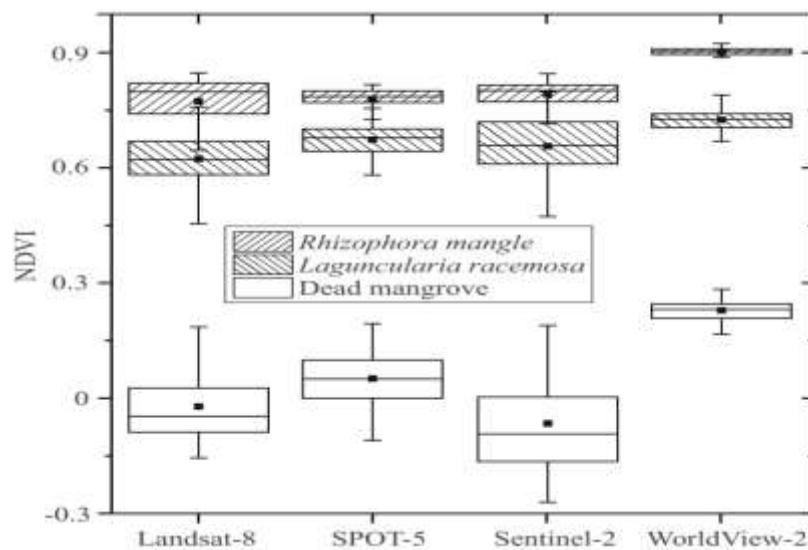 0.9
0.6
NDVI
Rhizophora mangle
Laguncularia racemosa
Dead mangrove
0.3
0
-0.3
Landsat-8 SPOT-5 Sentinel-2 WorldView-2